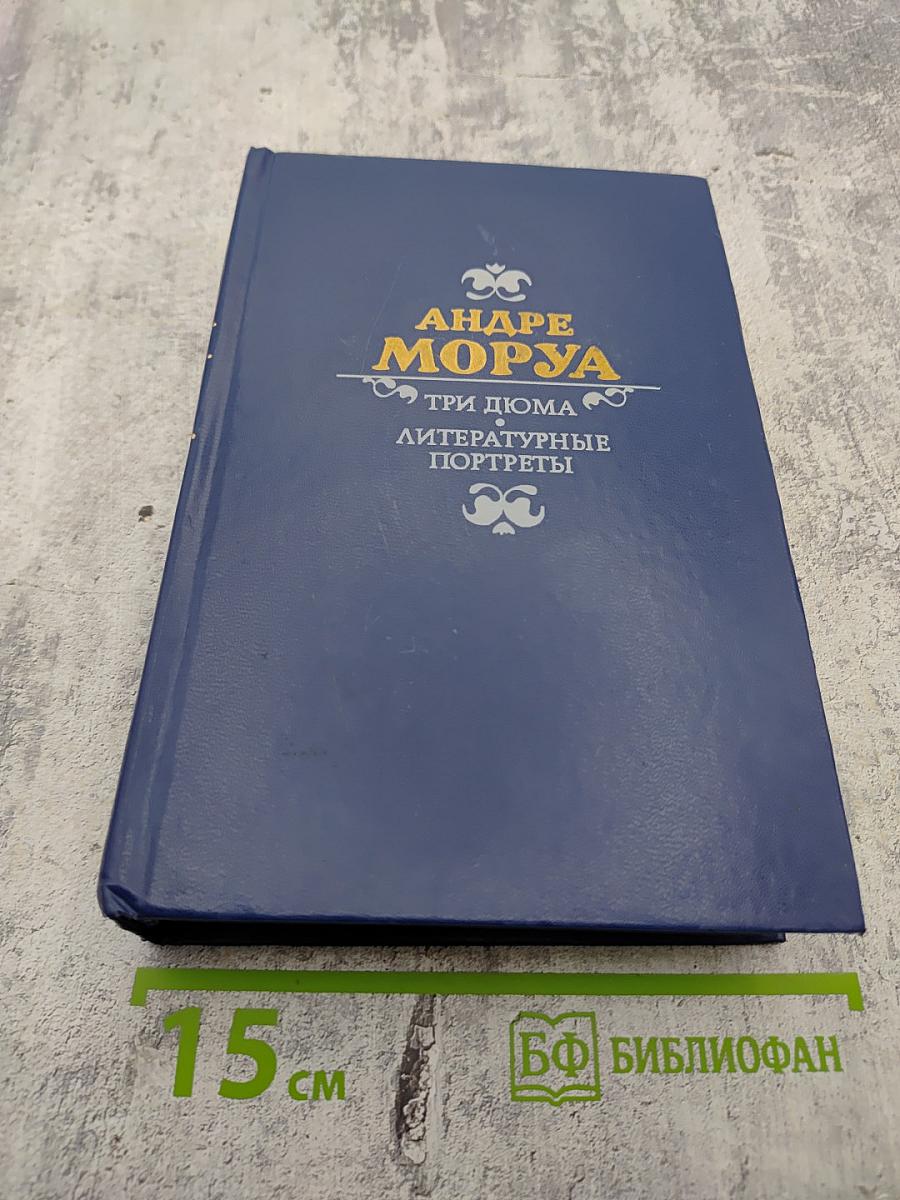 АНДРЕ
МОРУА
ТРИ ДЮМА
•
ЛИТЕРАТУРНЫЕ
ПОРТРЕТЫ
15 см
БФ БИБЛИОФАН